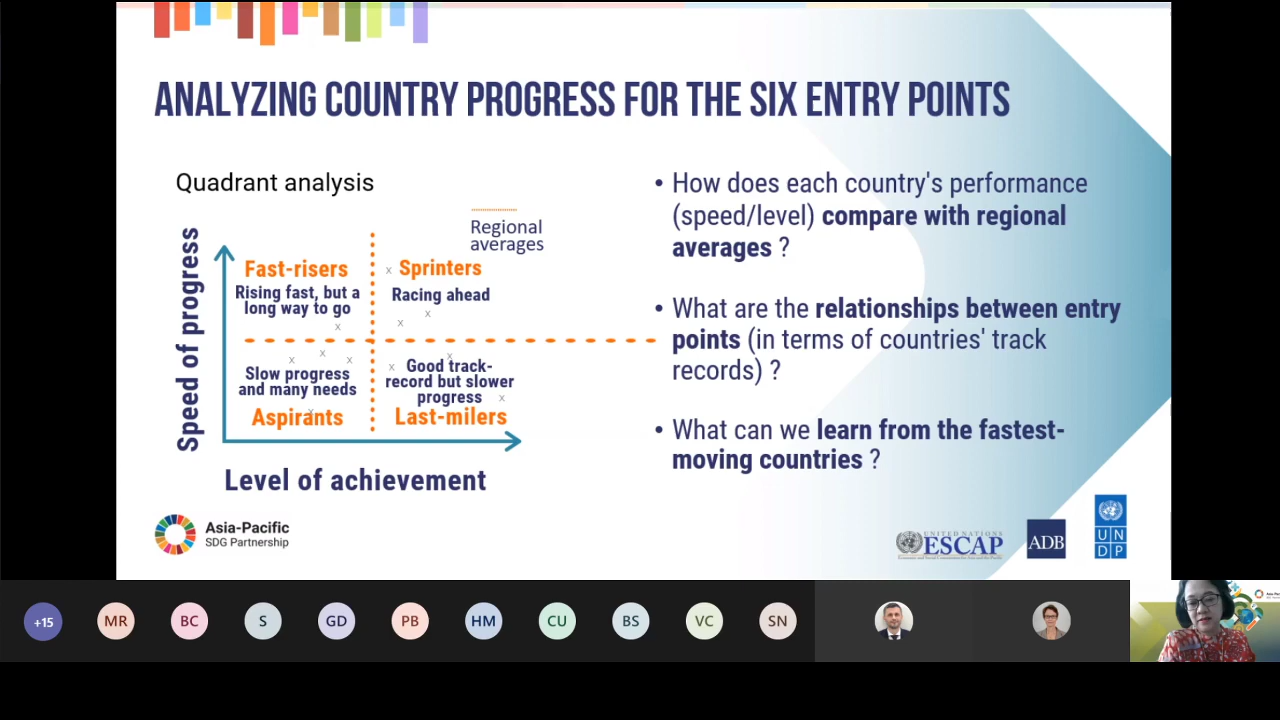 ANALYZING COUNTRY PROGRESS FOR THE SIX ENTRY POINTS
Quadrant analysis
Regional
averages
Speed of progress
Fast-risers
Rising fast, but a
long way to go
Sprinters
Racing ahead
Slow progress
and many needs
Aspirants
Good track-
record but slower
progress
Last-milers
Level of achievement
• How does each country's performance
(speed/level) compare with regional
averages ?
• What are the relationships between entry
points (in terms of countries' track
records) ?
• What can we learn from the fastest-
moving countries ?
Asia-Pacific
SDG Partnership
UNITED NATIONS
ESCAP
ADB
UN
DP
+15
MR
BC
S
GD
PB
HM
CU
BS
VC
SN